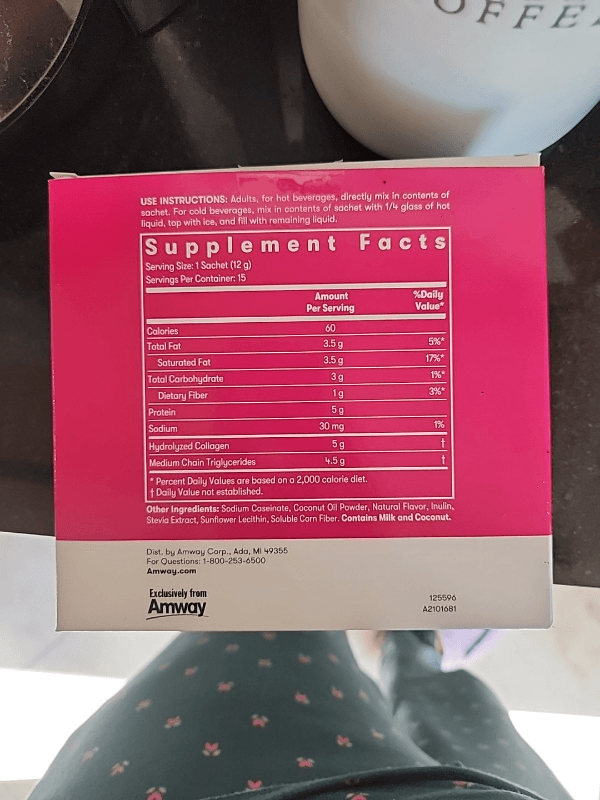 OFFE
USE INSTRUCTIONS: Adults, for hot beverages, directly mix in contents of
sachet. For cold beverages, mix in contents of sachet with 1/4 glass of hot
liquid, top with ice, and fill with remaining liquid.
Supplement Facts
Serving Size: 1 Sachet (12 g)
Servings Per Container: 15
Amount %Daily
Per Serving Value*
Calories 60
Total Fat 3.5 g 5%*
Saturated Fat 3.5 g 17%*
Total Carbohydrate 3 g 1%*
Dietary Fiber 1 g 3%*
Protein 5 g
Sodium 30 mg 1%
Hydrolyzed Collagen 5 g †
Medium Chain Triglycerides 4.5 g †
* Percent Daily Values are based on a 2,000 calorie diet.
† Daily Value not established.
Other Ingredients: Sodium Caseinate, Coconut Oil Powder, Natural Flavor, Inulin,
Stevia Extract, Sunflower Lecithin, Soluble Corn Fiber. Contains Milk and Coconut.
Dist. by Amway Corp., Ada, MI 49355
For Questions: 1-800-253-6500
Amway.com
Exclusively from
Amway
125596
A2101681